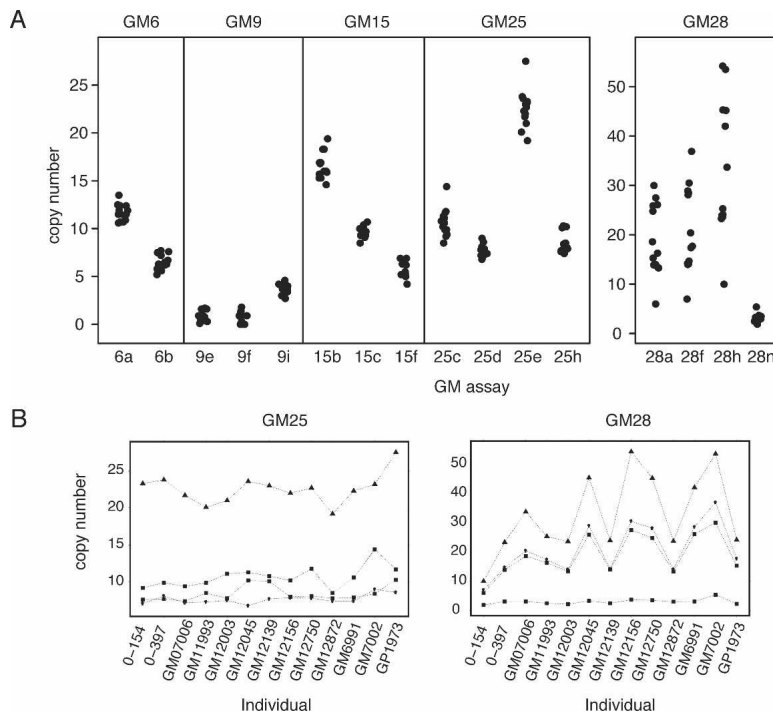 A
GM6 GM9 GM15 GM25 GM28
copy number
25
20
15
10
5
0
50
40
30
20
10
0
6a 6b 9e 9f 9i 15b 15c 15f 25c 25d 25e 25h 28a 28f 28h 28n
GM assay
B
GM25 GM28
copy number
25
20
15
10
50
40
30
20
10
0
0–154
0–397
GM07006
GM11993
GM12003
GM12045
GM12139
GM12156
GM12750
GM12872
GM6991
GM7002
GP1973
0–154
0–397
GM07006
GM11993
GM12003
GM12045
GM12139
GM12156
GM12750
GM12872
GM6991
GM7002
GP1973
Individual Individual